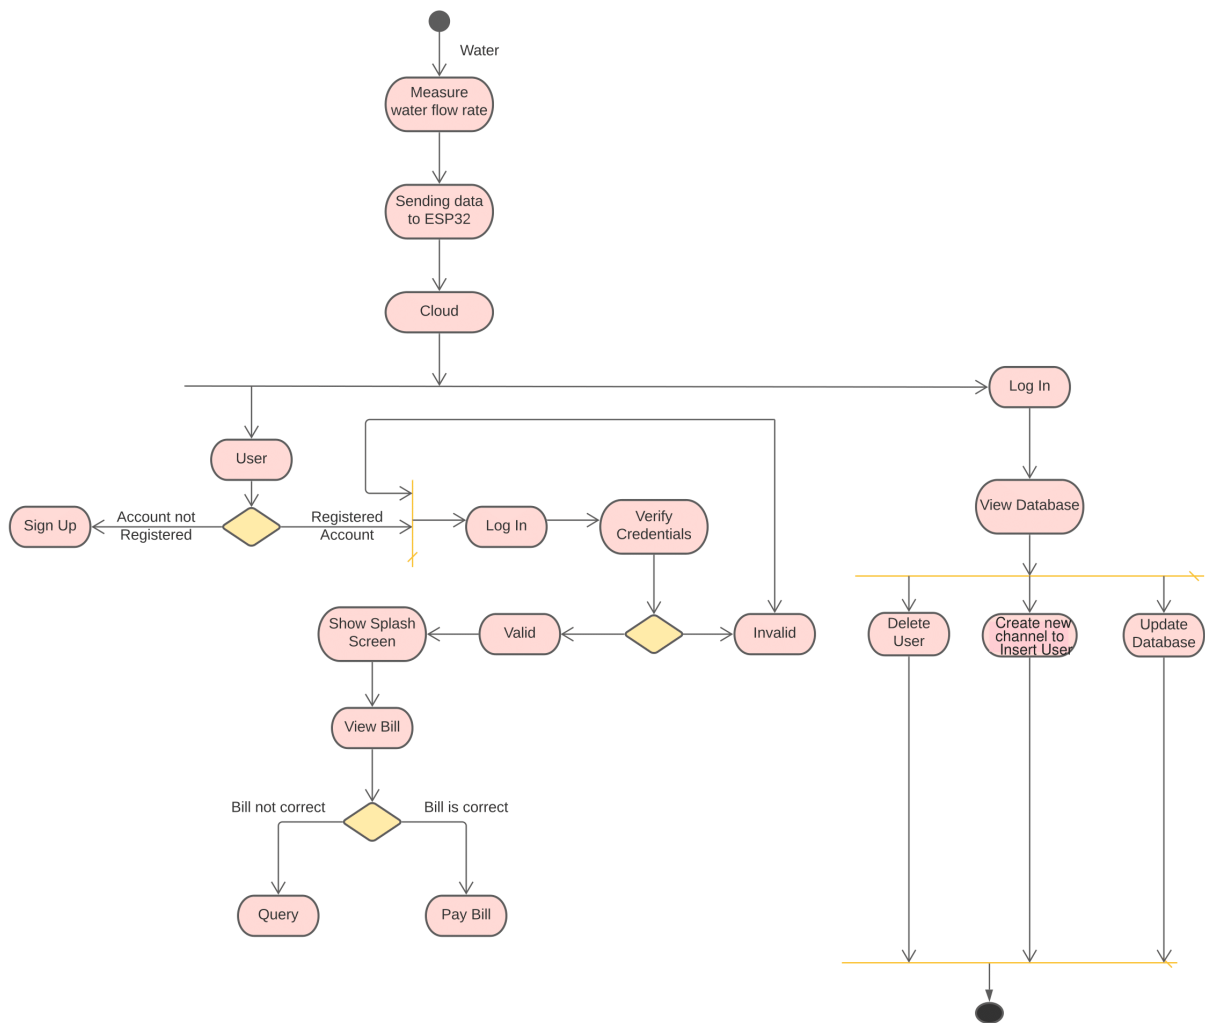 Water
Measure
water flow rate
Sending data
to ESP32
Cloud
Log In
User
Sign Up
Account not
Registered
Registered
Account
Log In
Verify
Credentials
View Database
Show Splash
Screen
Valid
Invalid
Delete
User
Create new
channel to
Insert User
Update
Database
View Bill
Bill not correct
Bill is correct
Query
Pay Bill